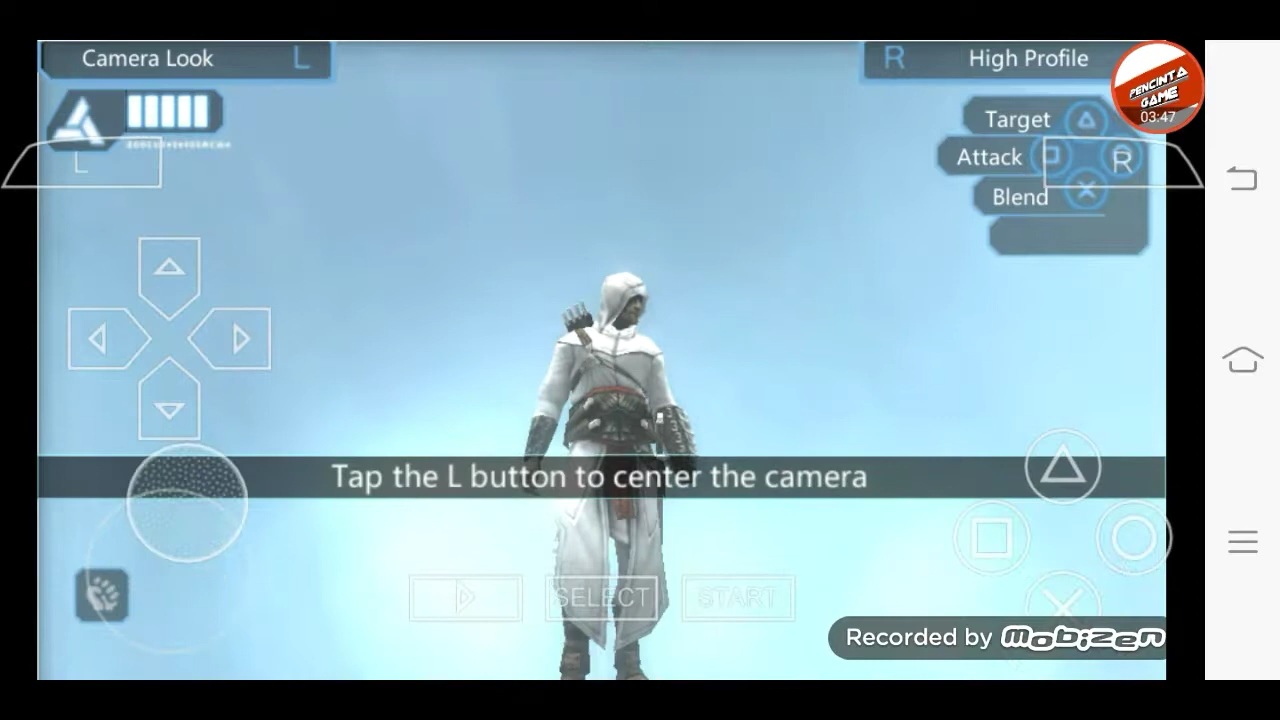 Camera Look L
R High Profile
PENCINTA
GAME
03:47
Target
Attack
R
Blend
L
Tap the L button to center the camera
SELECT
START
Recorded by mobizen